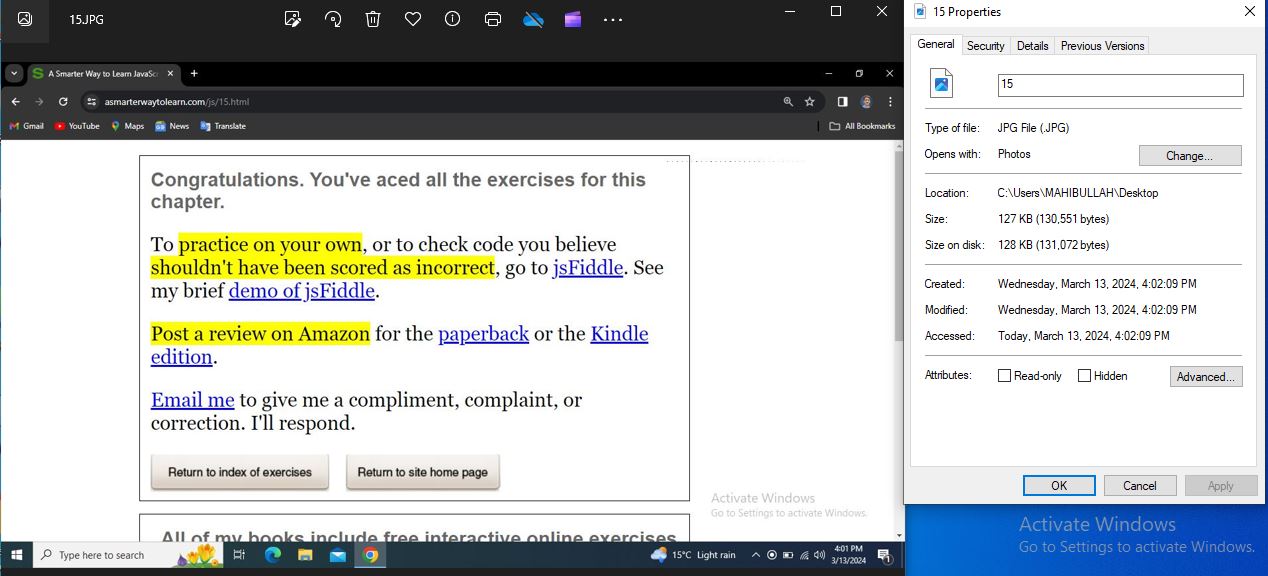 15.JPG
A Smarter Way to Learn JavaSc
asmarterwaytolearn.com/js/15.html
Gmail YouTube Maps News Translate All Bookmarks
Congratulations. You've aced all the exercises for this
chapter.
To practice on your own, or to check code you believe
shouldn't have been scored as incorrect, go to jsFiddle. See
my brief demo of jsFiddle.
Post a review on Amazon for the paperback or the Kindle
edition.
Email me to give me a compliment, complaint, or
correction. I'll respond.
Return to index of exercises Return to site home page
All of my books include free interactive online exercises
Activate Windows
Go to Settings to activate Windows.
Type here to search
15°C Light rain
4:01 PM
3/13/2024
1
15 Properties
General Security Details Previous Versions
15
Type of file: JPG File (.JPG)
Opens with: Photos Change...
Location: C:\Users\MAHIBULLAH\Desktop
Size: 127 KB (130,551 bytes)
Size on disk: 128 KB (131,072 bytes)
Created: Wednesday, March 13, 2024, 4:02:09 PM
Modified: Wednesday, March 13, 2024, 4:02:09 PM
Accessed: Today, March 13, 2024, 4:02:09 PM
Attributes: Read-only Hidden Advanced...
OK Cancel Apply
Activate Windows
Go to Settings to activate Windows.